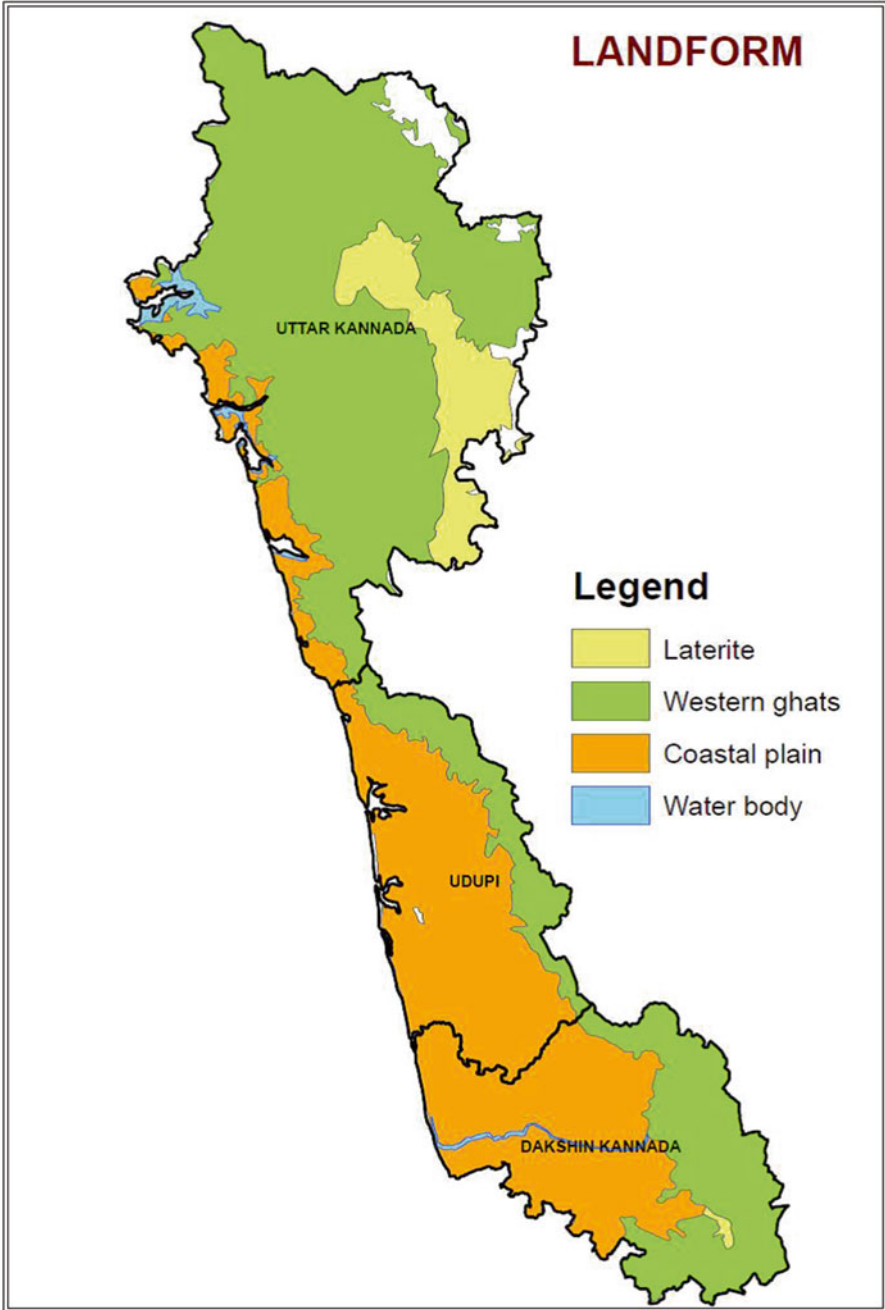 LANDFORM
UTTAR KANNADA
Legend
Laterite
Western ghats
Coastal plain
Water body
UDUPI
DAKSHIN KANNADA